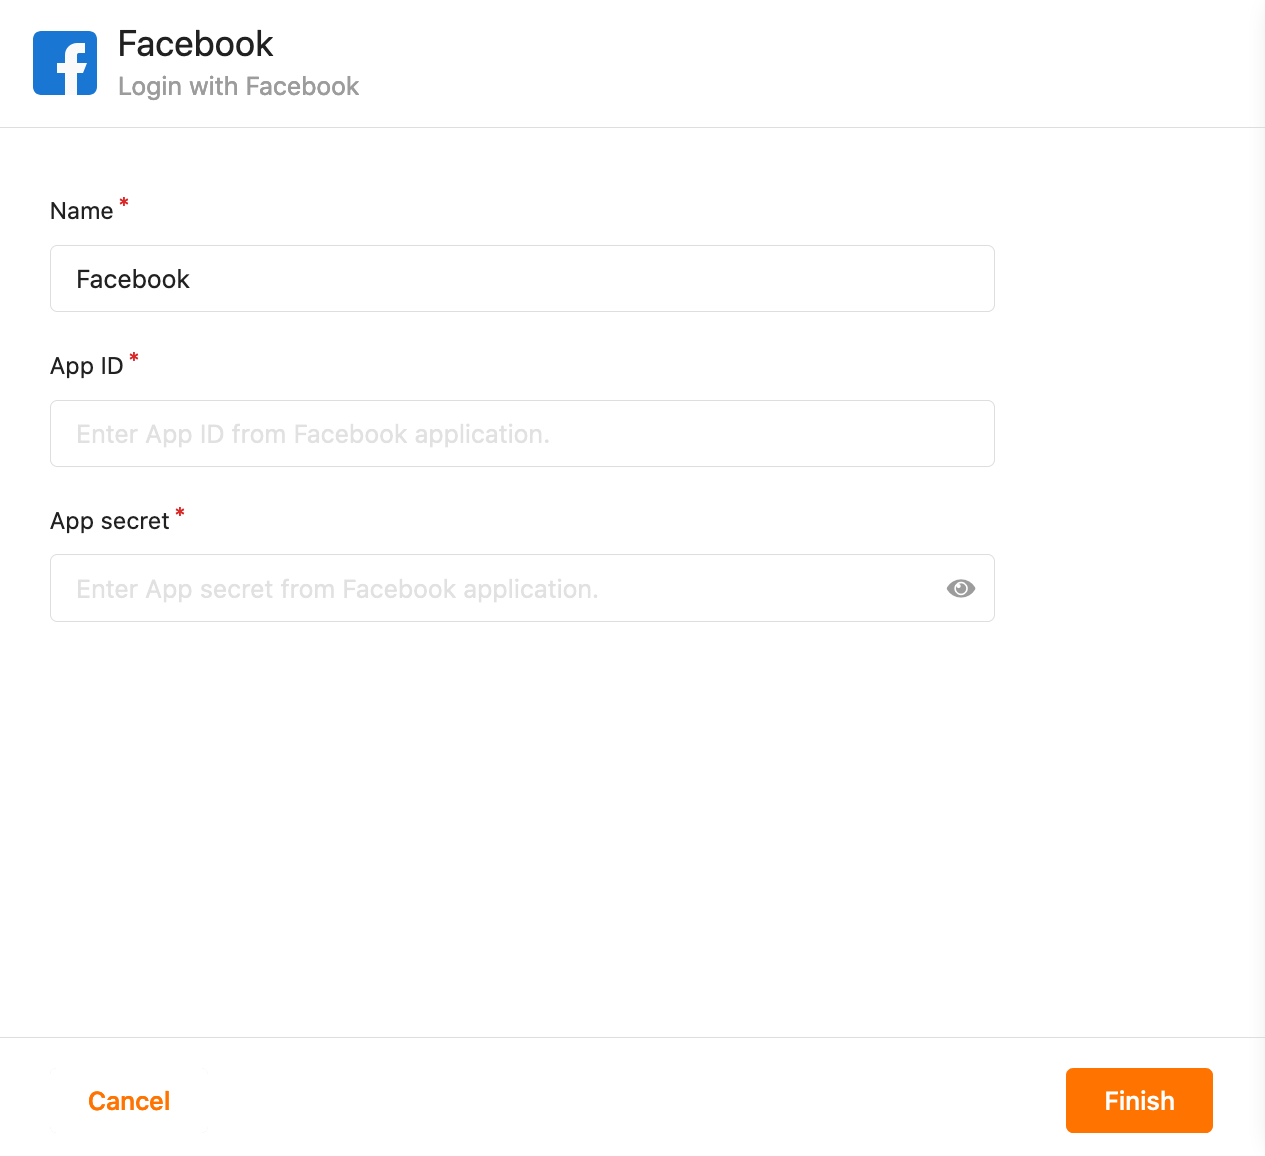 Facebook
Login with Facebook
Name *
Facebook
App ID *
Enter App ID from Facebook application.
App secret *
Enter App secret from Facebook application.
Cancel
Finish